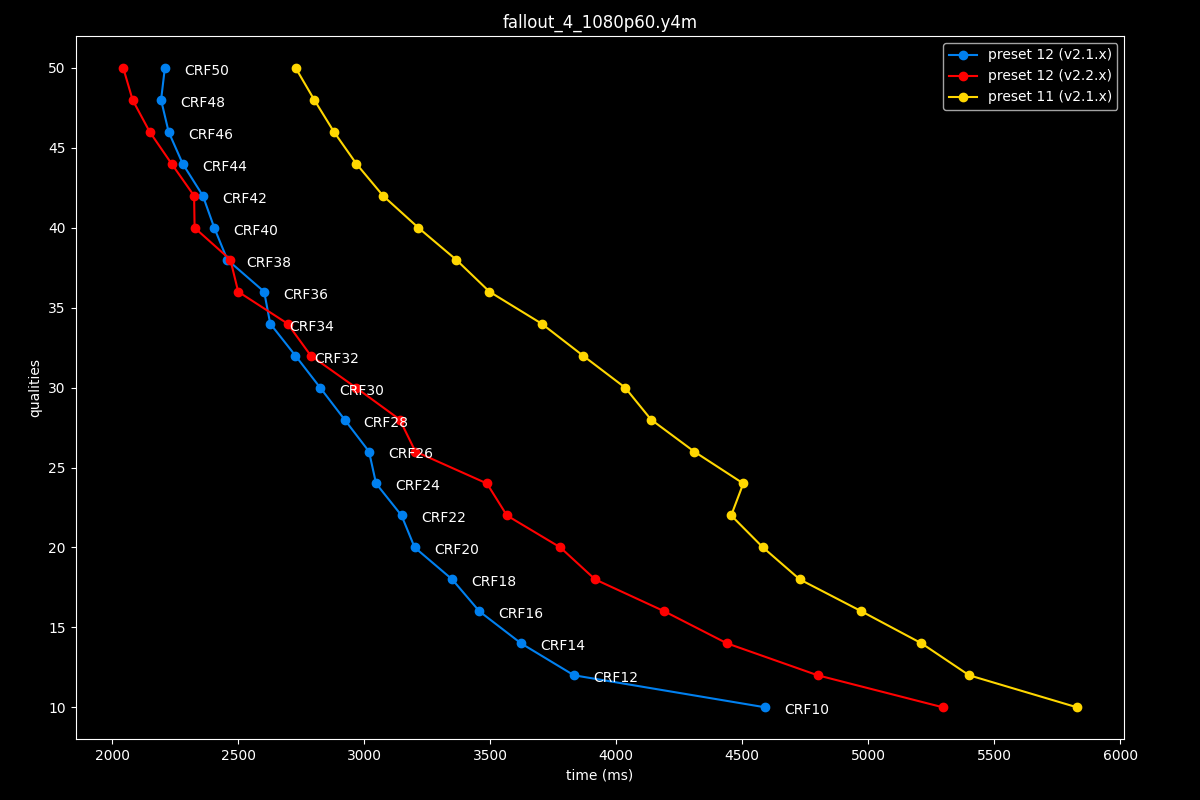 fallout_4_1080p60.y4m
preset 12 (v2.1.x)
preset 12 (v2.2.x)
preset 11 (v2.1.x)
50
45
40
35
30
25
20
15
10
qualities
CRF50
CRF48
CRF46
CRF44
CRF42
CRF40
CRF38
CRF36
CRF34
CRF32
CRF30
CRF28
CRF26
CRF24
CRF22
CRF20
CRF18
CRF16
CRF14
CRF12
CRF10
2000 2500 3000 3500 4000 4500 5000 5500 6000
time (ms)